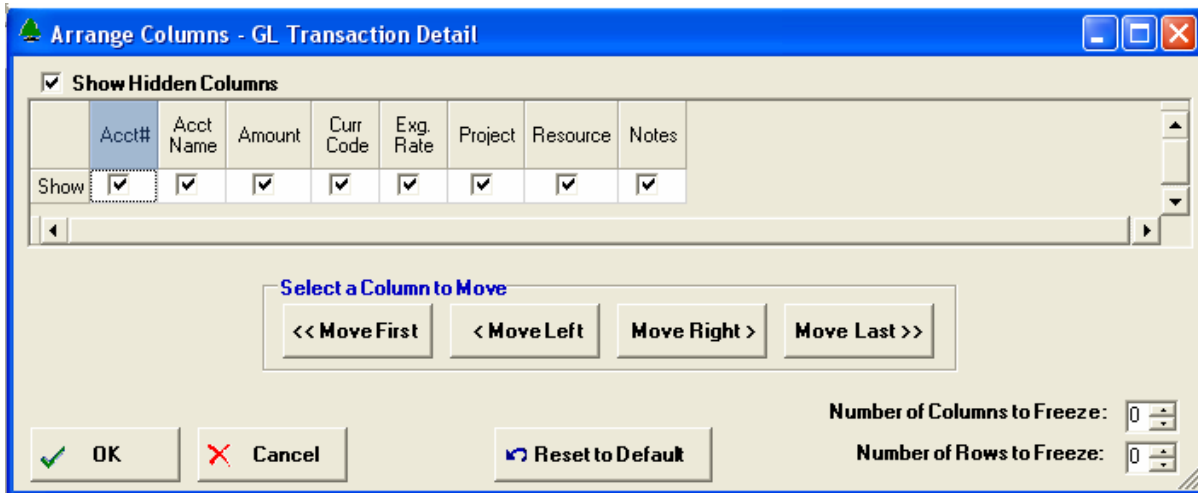 Arrange Columns - GL Transaction Detail
Show Hidden Columns
Acct# Acct Name Amount Curr Code Exg. Rate Project Resource Notes
Show
Select a Column to Move
<< Move First < Move Left Move Right > Move Last >>
Number of Columns to Freeze: 0
OK Cancel Reset to Default Number of Rows to Freeze: 0